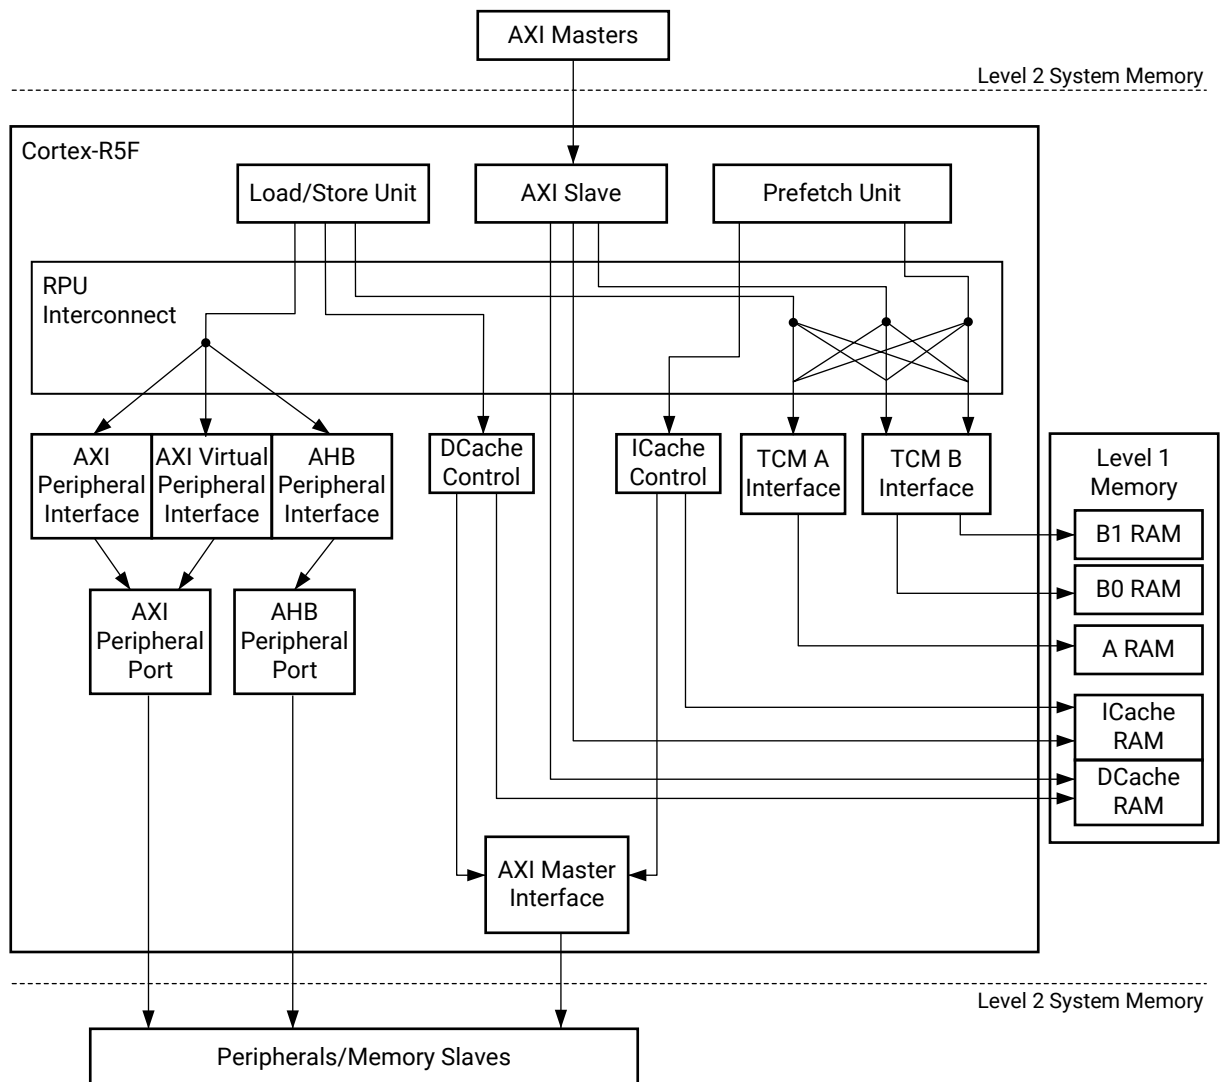 AXI Masters
Level 2 System Memory
Cortex-R5F
Load/Store Unit
AXI Slave
Prefetch Unit
RPU
Interconnect
AXI
Peripheral
Interface
AXI Virtual
Peripheral
Interface
AHB
Peripheral
Interface
DCache
Control
ICache
Control
TCM A
Interface
TCM B
Interface
Level 1
Memory
B1 RAM
B0 RAM
A RAM
ICache
RAM
DCache
RAM
AXI
Peripheral
Port
AHB
Peripheral
Port
AXI Master
Interface
Level 2 System Memory
Peripherals/Memory Slaves